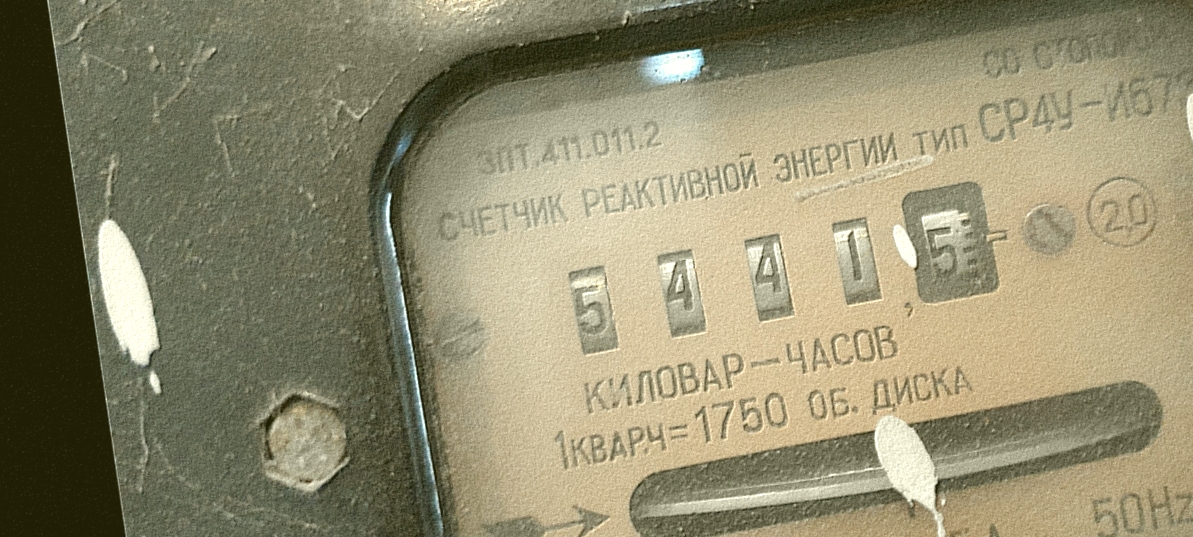 СО СТОПОРОМ
ЗПТ.411.011.2
СЧЕТЧИК РЕАКТИВНОЙ ЭНЕРГИИ ТИП СР4У-И67
5 4 4 1 , 5
2.0
КИЛОВАР-ЧАСОВ
1КВАРЧ=1750 ОБ. ДИСКА
50Hz